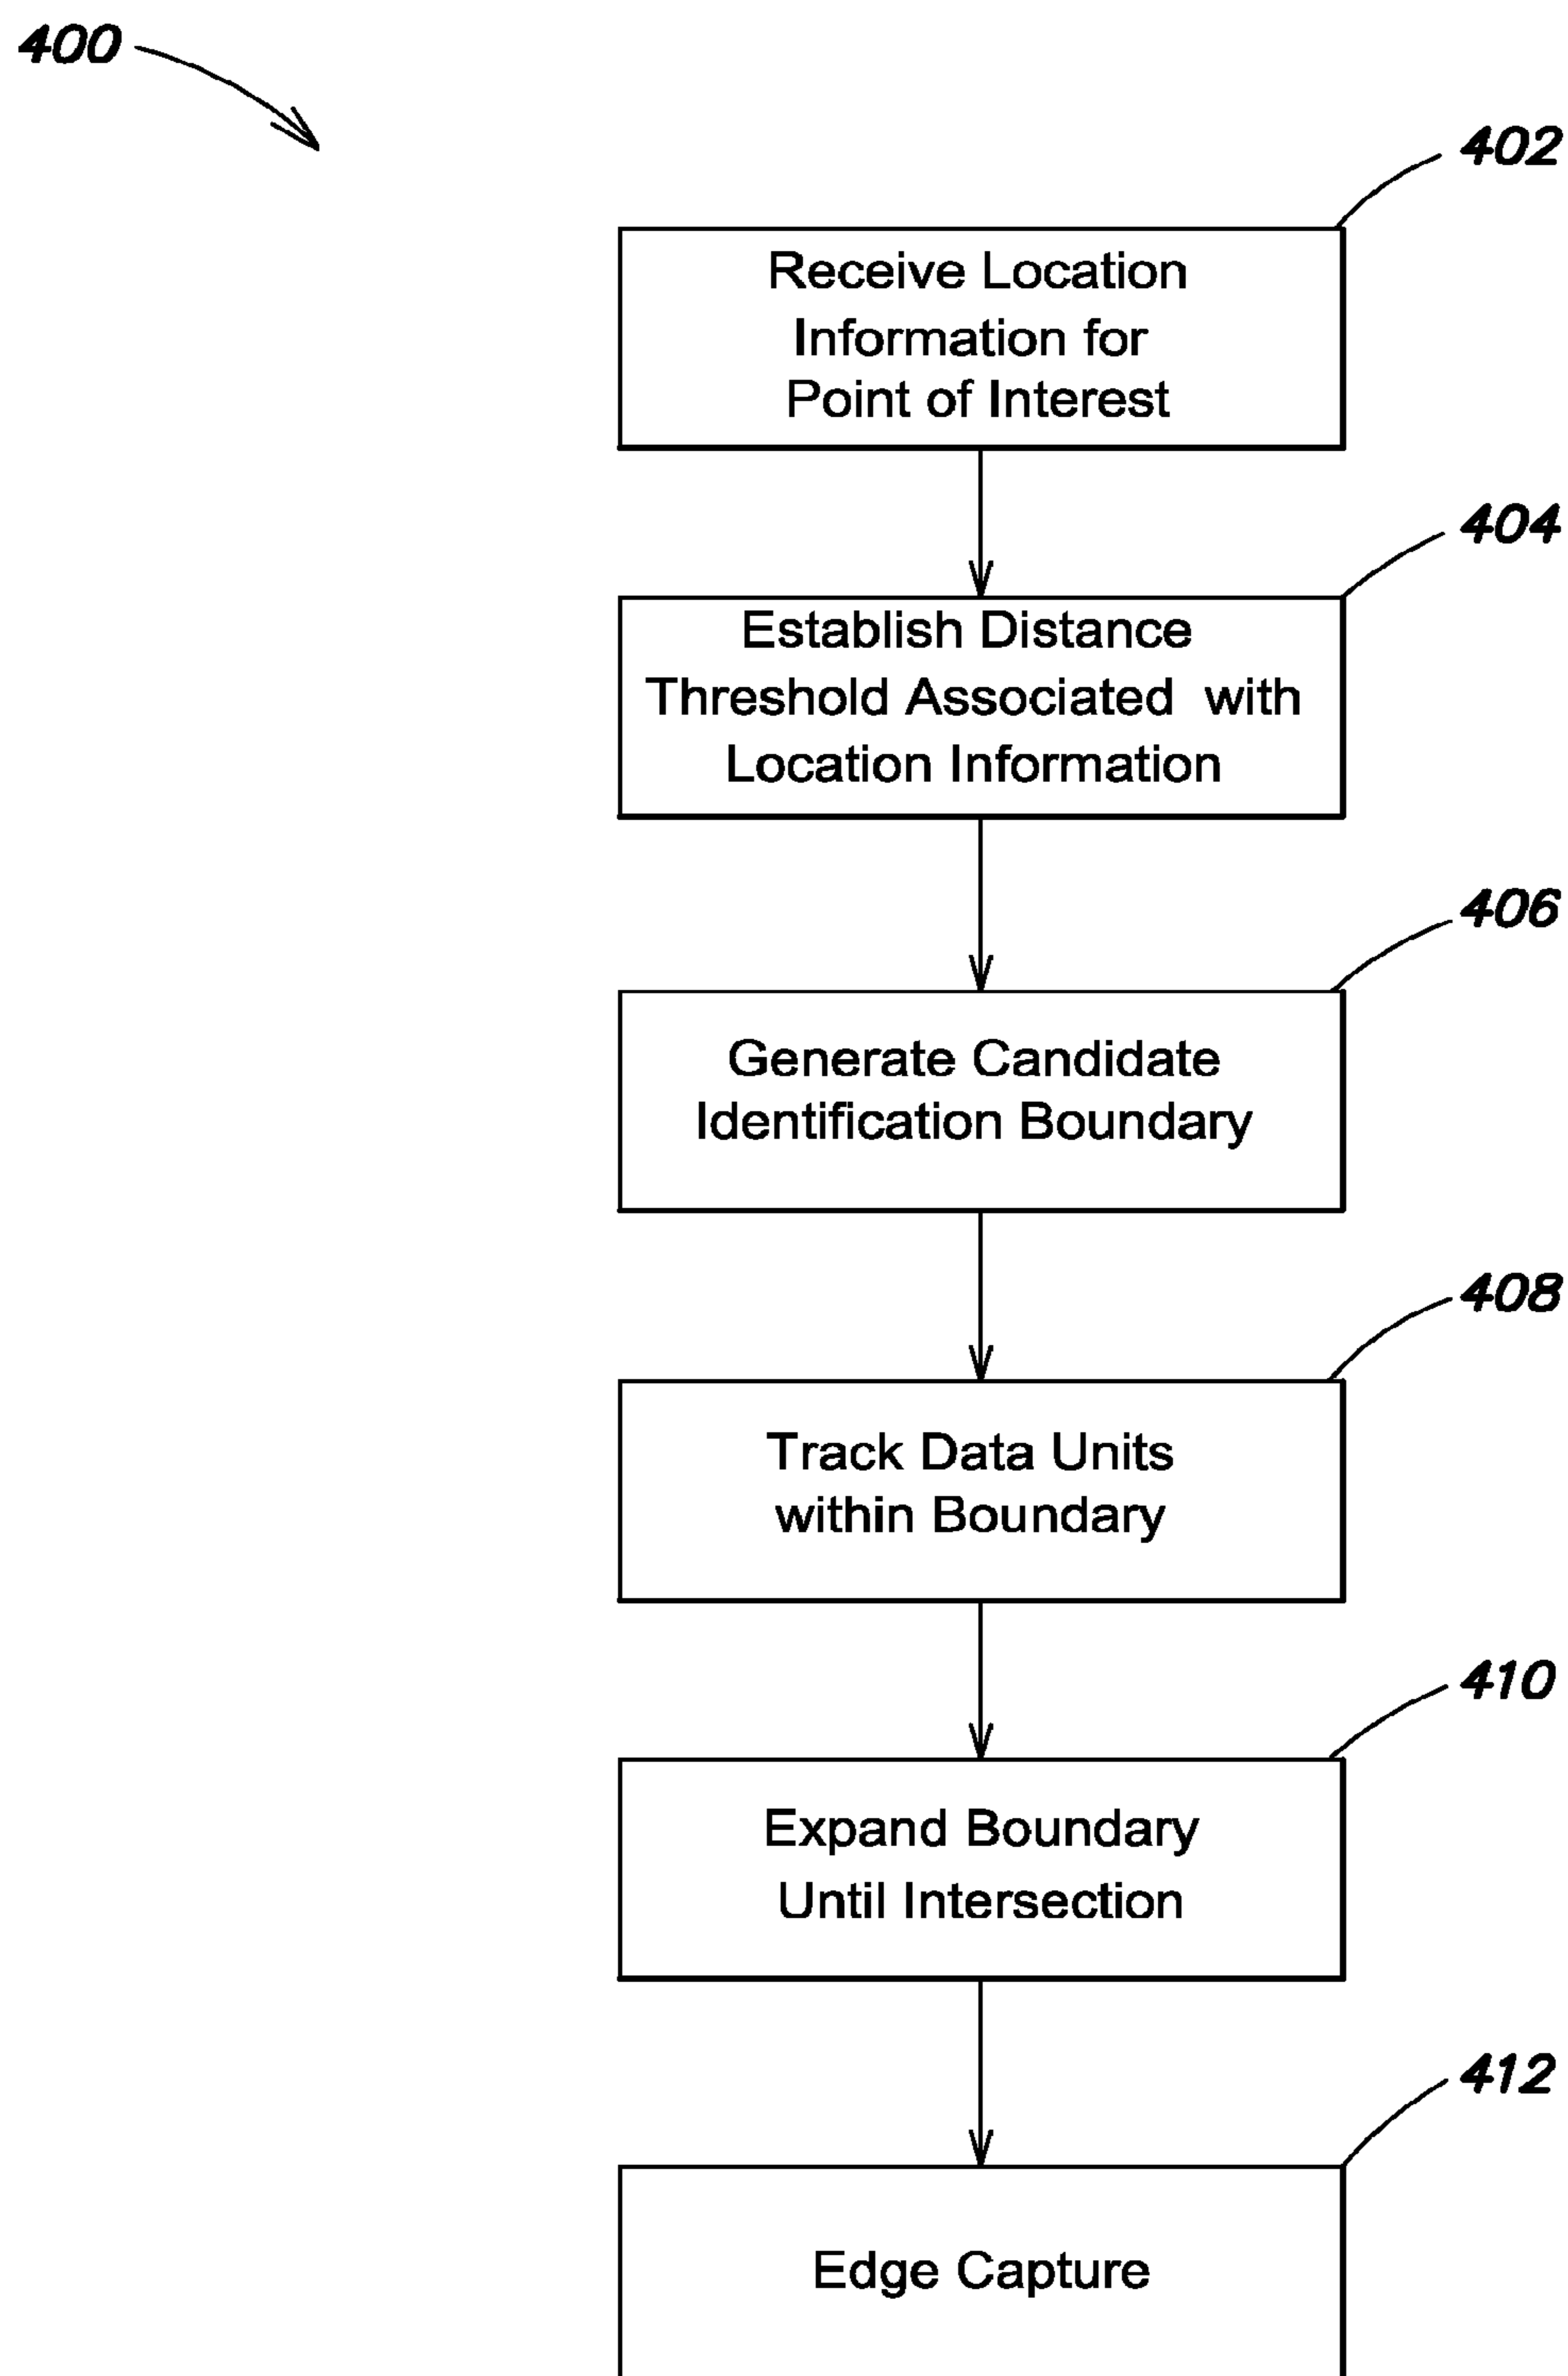 400
402
Receive Location
Information for
Point of Interest
404
Establish Distance
Threshold Associated with
Location Information
406
Generate Candidate
Identification Boundary
408
Track Data Units
within Boundary
410
Expand Boundary
Until Intersection
412
Edge Capture